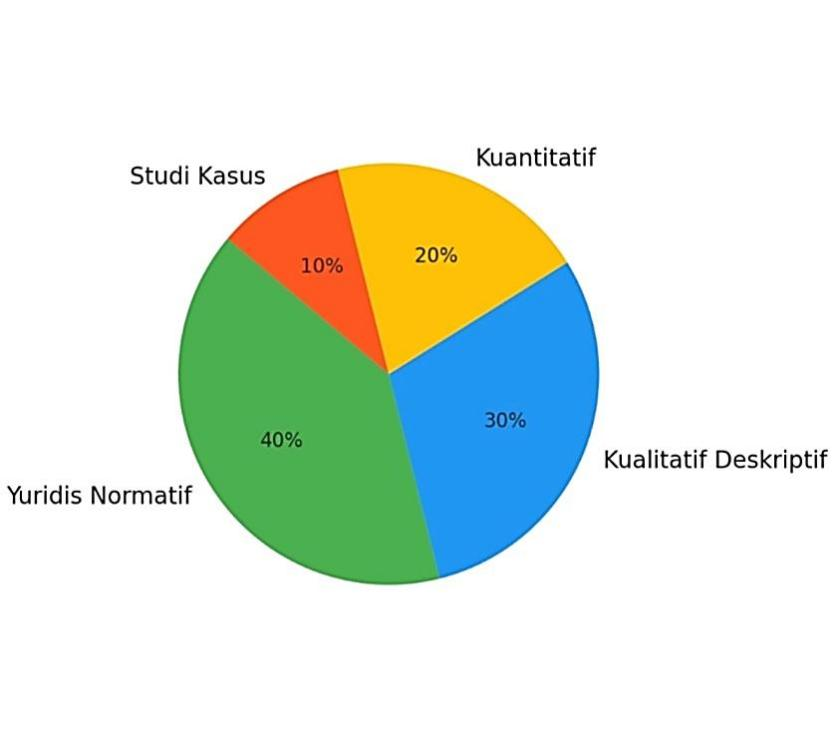 Kuantitatif
Studi Kasus
20%
10%
30%
40%
Kualitatif Deskriptif
Yuridis Normatif